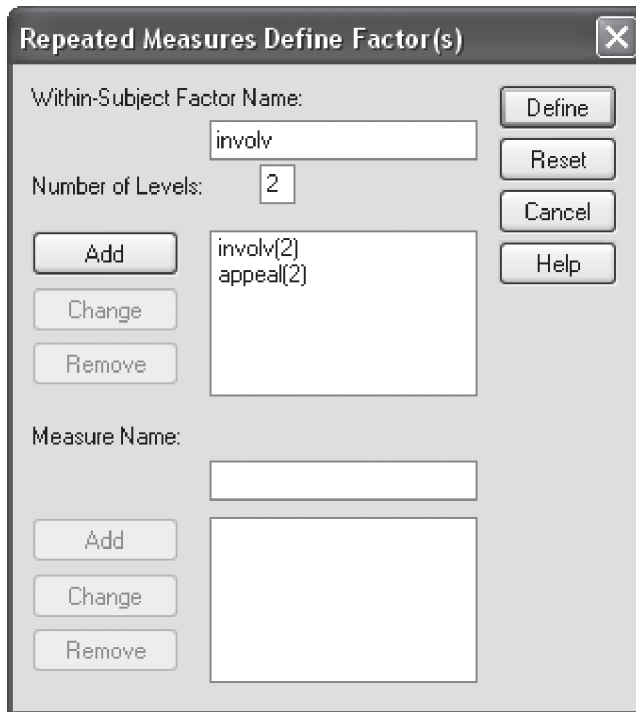 Repeated Measures Define Factor(s)
Within-Subject Factor Name:
involv
Number of Levels:
2
Add
Change
Remove
involv(2)
appeal(2)
Measure Name:
Add
Change
Remove
Define
Reset
Cancel
Help